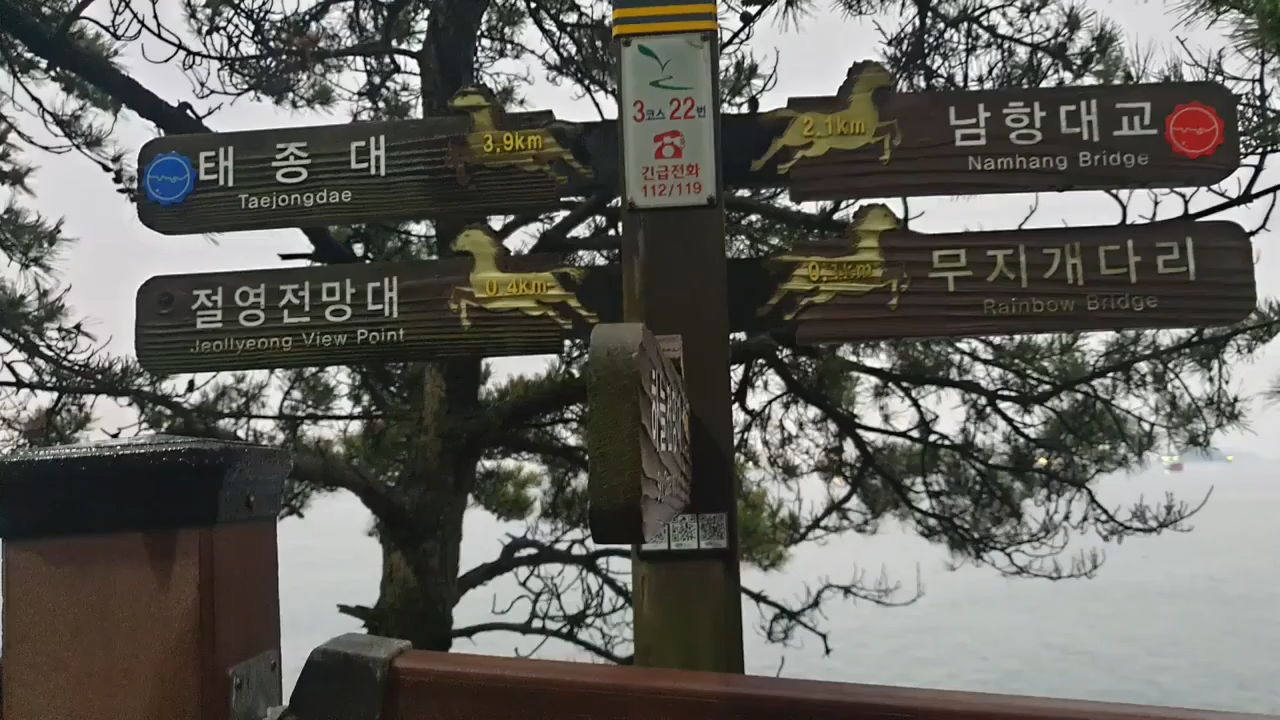 3코스 22번
긴급전화
112/119
태종대
Taejongdae
3.9km
2.1km
남항대교
Namhang Bridge
절영전망대
Jeollyeong View Point
0.4km
무지개다리
Rainbow Bridge